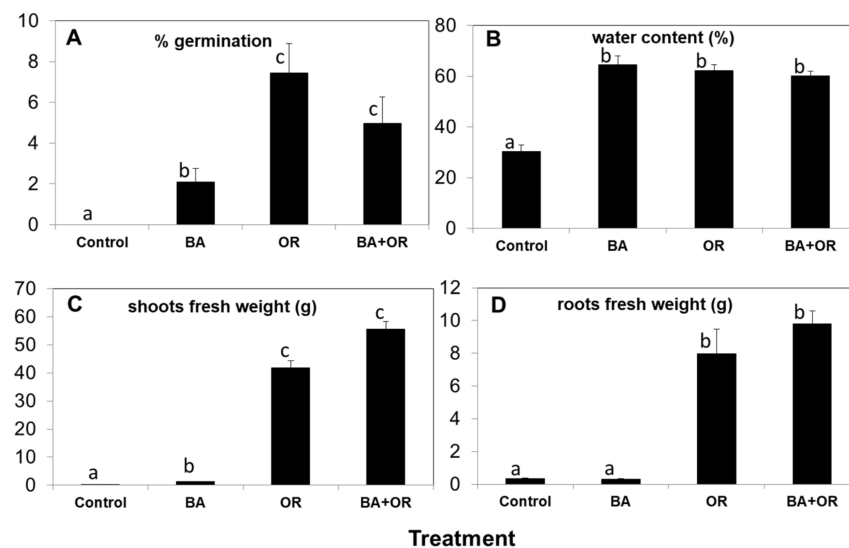 A % germination
10
8
6
4
2
0
a
b
c
c
Control BA OR BA+OR
B water content (%)
80
60
40
20
0
a
b
b
b
Control BA OR BA+OR
C shoots fresh weight (g)
70
60
50
40
30
20
10
0
a
b
c
c
Control BA OR BA+OR
D roots fresh weight (g)
12
10
8
6
4
2
0
a
a
b
b
Control BA OR BA+OR
Treatment